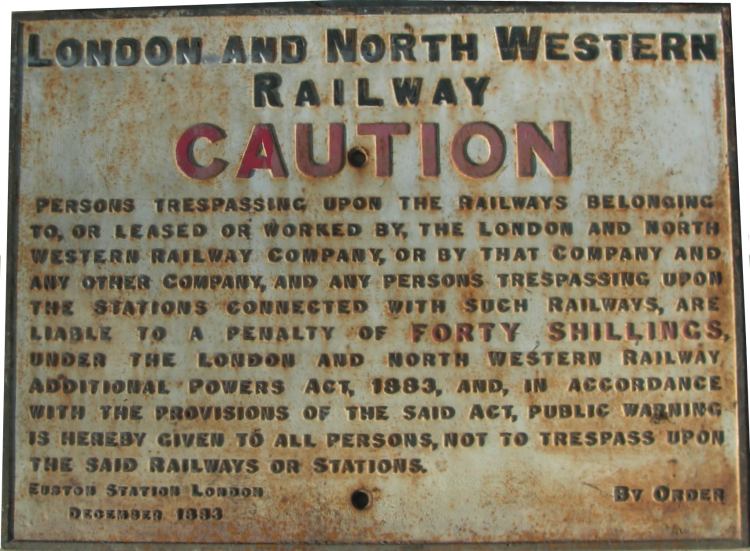 LONDON AND NORTH WESTERN
RAILWAY
CAUTION
PERSONS TRESPASSING UPON THE RAILWAYS BELONGING
TO, OR LEASED OR WORKED BY, THE LONDON AND NORTH
WESTERN RAILWAY COMPANY, OR BY THAT COMPANY AND
ANY OTHER COMPANY, AND ANY PERSONS TRESPASSING UPON
THE STATIONS CONNECTED WITH SUCH RAILWAYS, ARE
LIABLE TO A PENALTY OF FORTY SHILLINGS,
UNDER THE LONDON AND NORTH WESTERN RAILWAY
ADDITIONAL POWERS ACT, 1883, AND, IN ACCORDANCE
WITH THE PROVISIONS OF THE SAID ACT, PUBLIC WARNING
IS HEREBY GIVEN TO ALL PERSONS, NOT TO TRESPASS UPON
THE SAID RAILWAYS OR STATIONS.
EUSTON STATION LONDON
DECEMBER 1883
BY ORDER